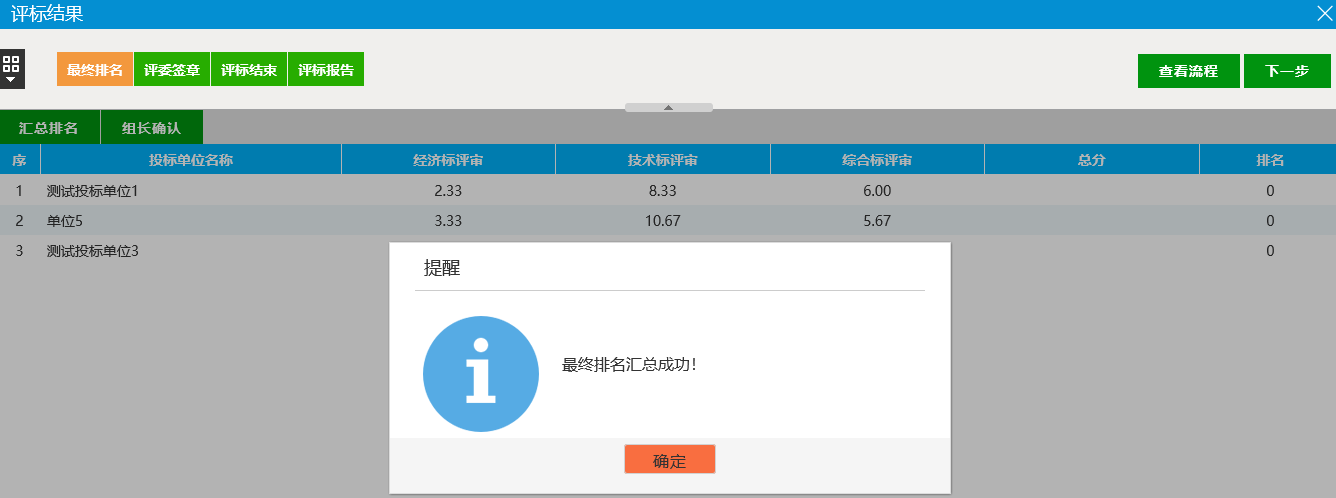 评标结果
最终排名 评委签章 评标结束 评标报告
查看流程 下一步
汇总排名 组长确认
序 投标单位名称 经济标评审 技术标评审 综合标评审 总分 排名
1 测试投标单位1 2.33 8.33 6.00 0
2 单位5 3.33 10.67 5.67 0
3 测试投标单位3 0
提醒
最终排名汇总成功!
确定